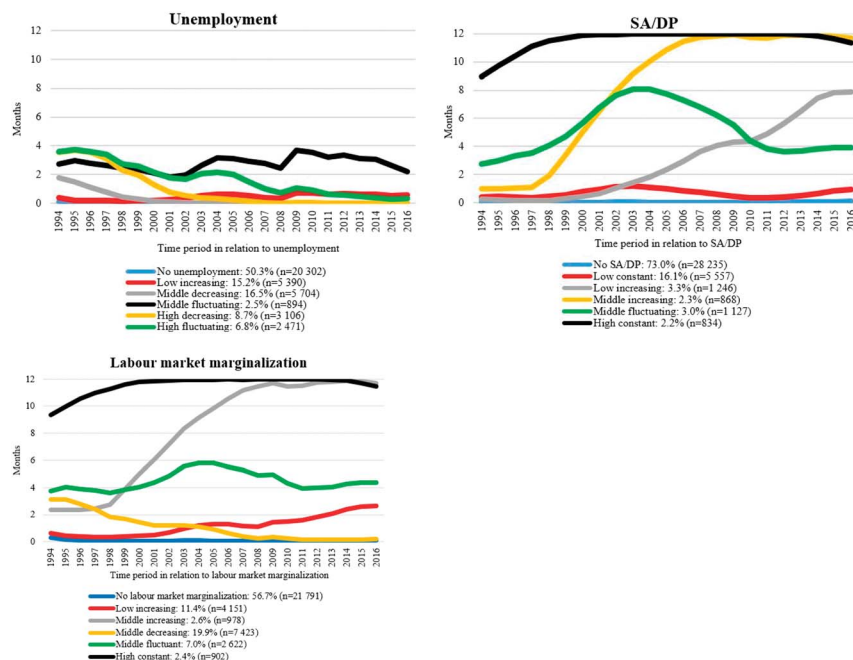 Unemployment
12
10
8
6
4
2
0
Months
1994 1995 1996 1997 1998 1999 2000 2001 2002 2003 2004 2005 2006 2007 2008 2009 2010 2011 2012 2013 2014 2015 2016
Time period in relation to unemployment
No unemployment: 50.3% (n=20 302)
Low increasing: 15.2% (n=5 390)
Middle decreasing: 16.5% (n=5 704)
Middle fluctuating: 2.5% (n=894)
High decreasing: 8.7% (n=3 106)
High fluctuating: 6.8% (n=2 471)
SA/DP
12
10
8
6
4
2
0
Months
1994 1995 1996 1997 1998 1999 2000 2001 2002 2003 2004 2005 2006 2007 2008 2009 2010 2011 2012 2013 2014 2015 2016
Time period in relation to SA/DP
No SA/DP: 73.0% (n=28 235)
Low constant: 16.1% (n=5 557)
Low increasing: 3.3% (n=1 246)
Middle increasing: 2.3% (n=868)
Middle fluctuating: 3.0% (n=1 127)
High constant: 2.2% (n=834)
Labour market marginalization
12
10
8
6
4
2
0
Months
1994 1995 1996 1997 1998 1999 2000 2001 2002 2003 2004 2005 2006 2007 2008 2009 2010 2011 2012 2013 2014 2015 2016
Time period in relation to labour market marginalization
No labour market marginalization: 56.7% (n=21 791)
Low increasing: 11.4% (n=4 151)
Middle increasing: 2.6% (n=978)
Middle decreasing: 19.9% (n=7 423)
Middle fluctuant: 7.0% (n=2 622)
High constant: 2.4% (n=902)